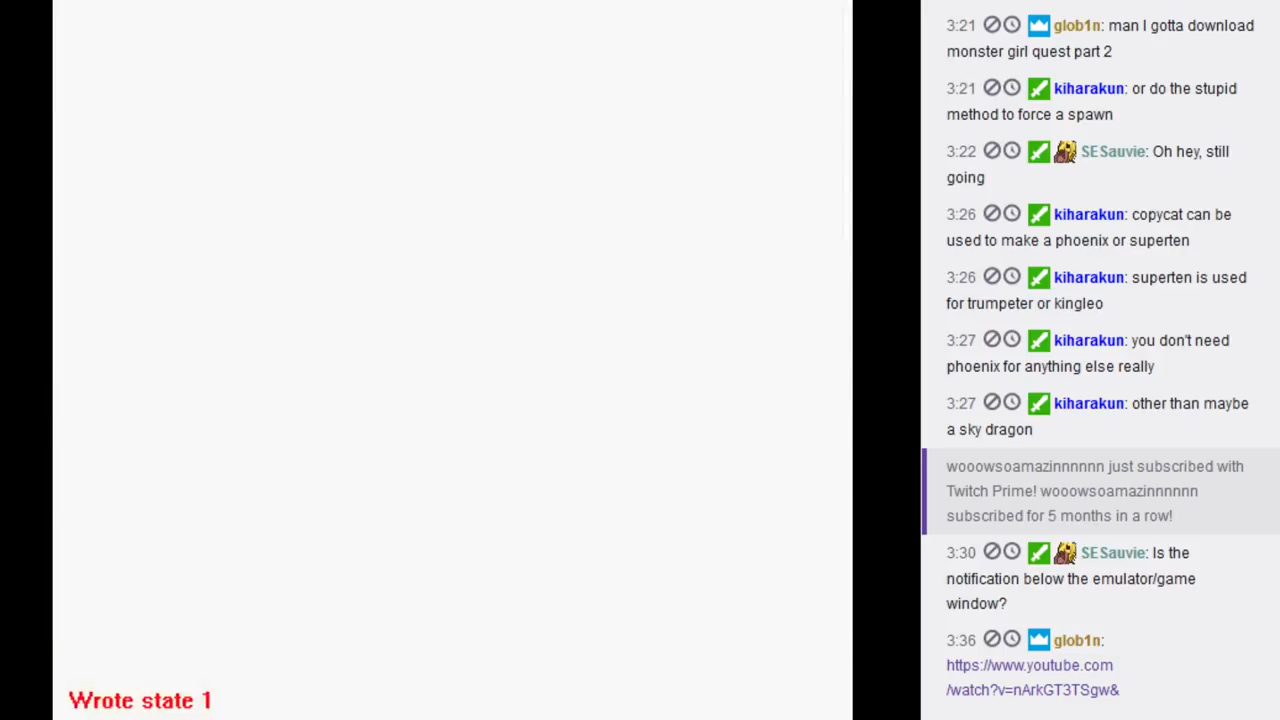 3:21 glob1n: man I gotta download
monster girl quest part 2
3:21 kiharakun: or do the stupid
method to force a spawn
3:22 SESauvie: Oh hey, still
going
3:26 kiharakun: copycat can be
used to make a phoenix or superten
3:26 kiharakun: superten is used
for trumpeter or kingleo
3:27 kiharakun: you don't need
phoenix for anything else really
3:27 kiharakun: other than maybe
a sky dragon
wooowsoamazinnnnnn just subscribed with
Twitch Prime! wooowsoamazinnnnnn
subscribed for 5 months in a row!
3:30 SESauvie: Is the
notification below the emulator/game
window?
3:36 glob1n:
https://www.youtube.com
/watch?v=nArkGT3TSgw&
Wrote state 1